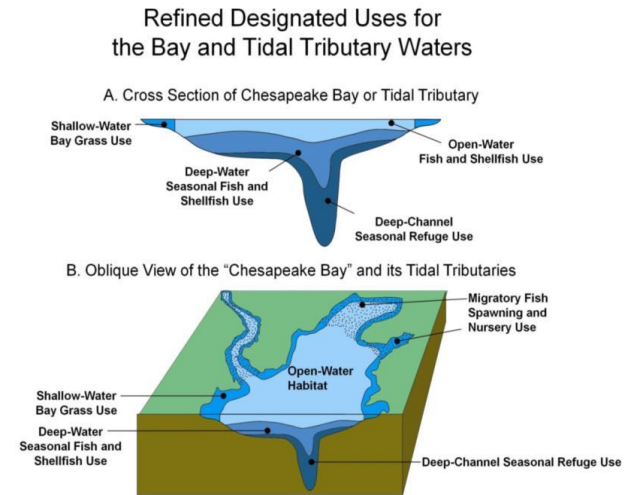 Refined Designated Uses for
the Bay and Tidal Tributary Waters
A. Cross Section of Chesapeake Bay or Tidal Tributary
Shallow-Water
Bay Grass Use
Open-Water
Fish and Shellfish Use
Deep-Water
Seasonal Fish and
Shellfish Use
Deep-Channel
Seasonal Refuge Use
B. Oblique View of the “Chesapeake Bay” and its Tidal Tributaries
Migratory Fish
Spawning and
Nursery Use
Open-Water
Habitat
Shallow-Water
Bay Grass Use
Deep-Water
Seasonal Fish and
Shellfish Use
Deep-Channel Seasonal Refuge Use